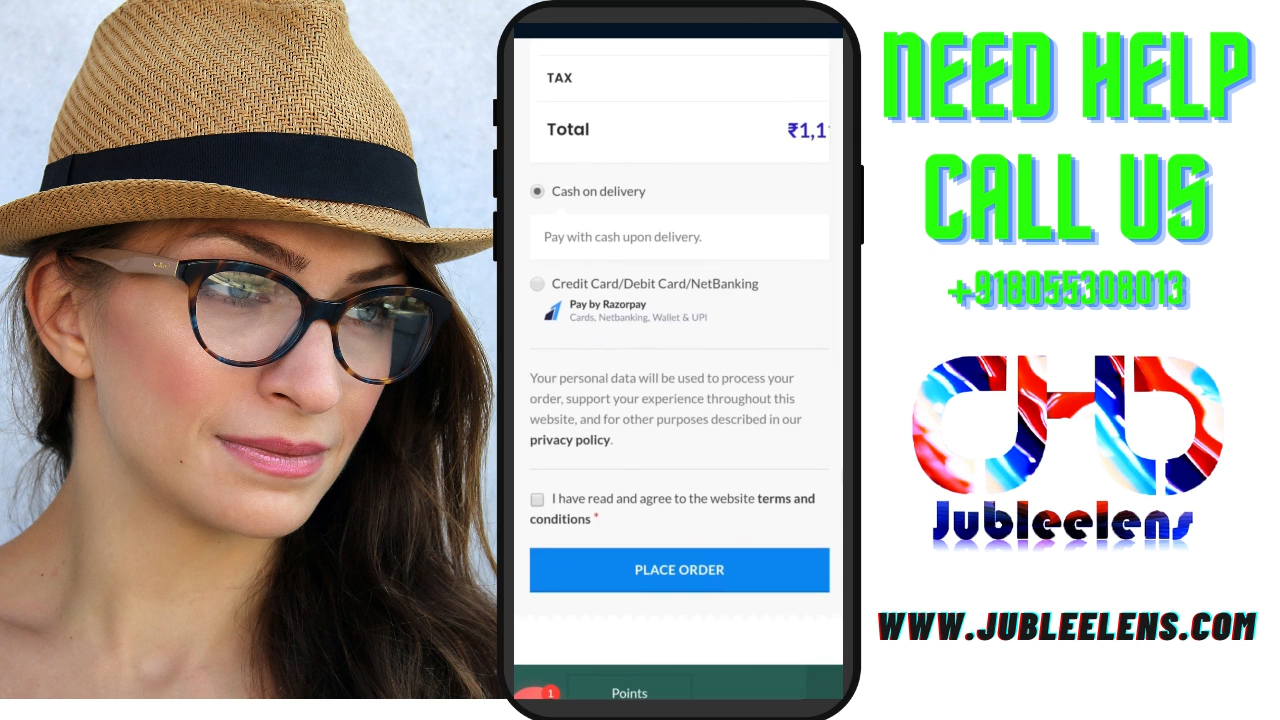 TAX
Total
₹1,1
Cash on delivery
Pay with cash upon delivery.
Credit Card/Debit Card/NetBanking
Pay by Razorpay
Cards, Netbanking, Wallet & UPI
Your personal data will be used to process your
order, support your experience throughout this
website, and for other purposes described in our
privacy policy.
I have read and agree to the website terms and
conditions *
PLACE ORDER
1
Points
NEED HELP
CALL US
+918055308013
Jubleelens
WWW.JUBLEELENS.COM